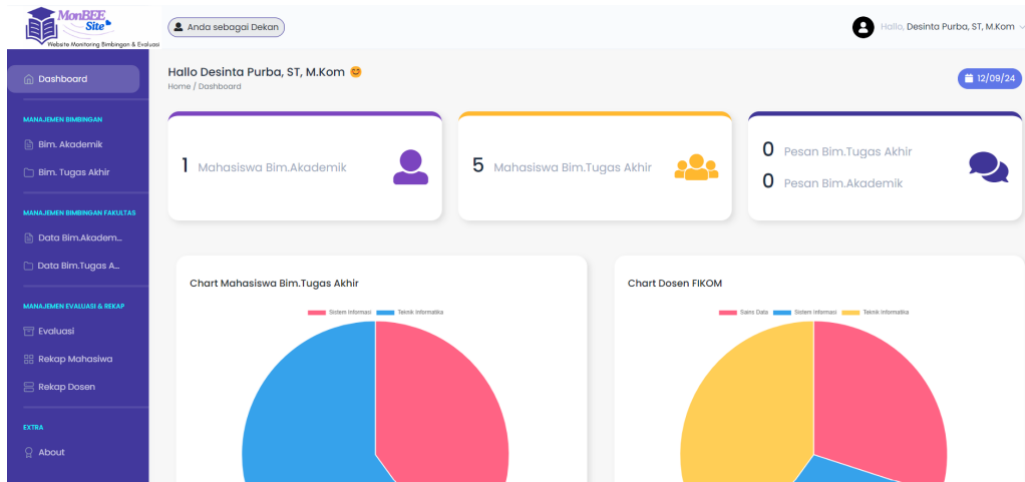 MonBEE
Site
Website Monitoring Bimbingan & Evaluasi
Anda sebagai Dekan
Hallo, Desinta Purba, ST, M.Kom
Dashboard
MANAJEMEN BIMBINGAN
Bim. Akademik
Bim. Tugas Akhir
MANAJEMEN BIMBINGAN FAKULTAS
Data Bim.Akadem...
Data Bim.Tugas A...
MANAJEMEN EVALUASI & REKAP
Evaluasi
Rekap Mahasiwa
Rekap Dosen
EXTRA
About
Hallo Desinta Purba, ST, M.Kom 😊
Home / Dashboard
12/09/24
1 Mahasiswa Bim.Akademik
5 Mahasiswa Bim.Tugas Akhir
0 Pesan Bim.Tugas Akhir
0 Pesan Bim.Akademik
Chart Mahasiswa Bim.Tugas Akhir
Sistem Informasi Teknik Informatika
Chart Dosen FIKOM
Sains Data Sistem Informasi Teknik Informatika